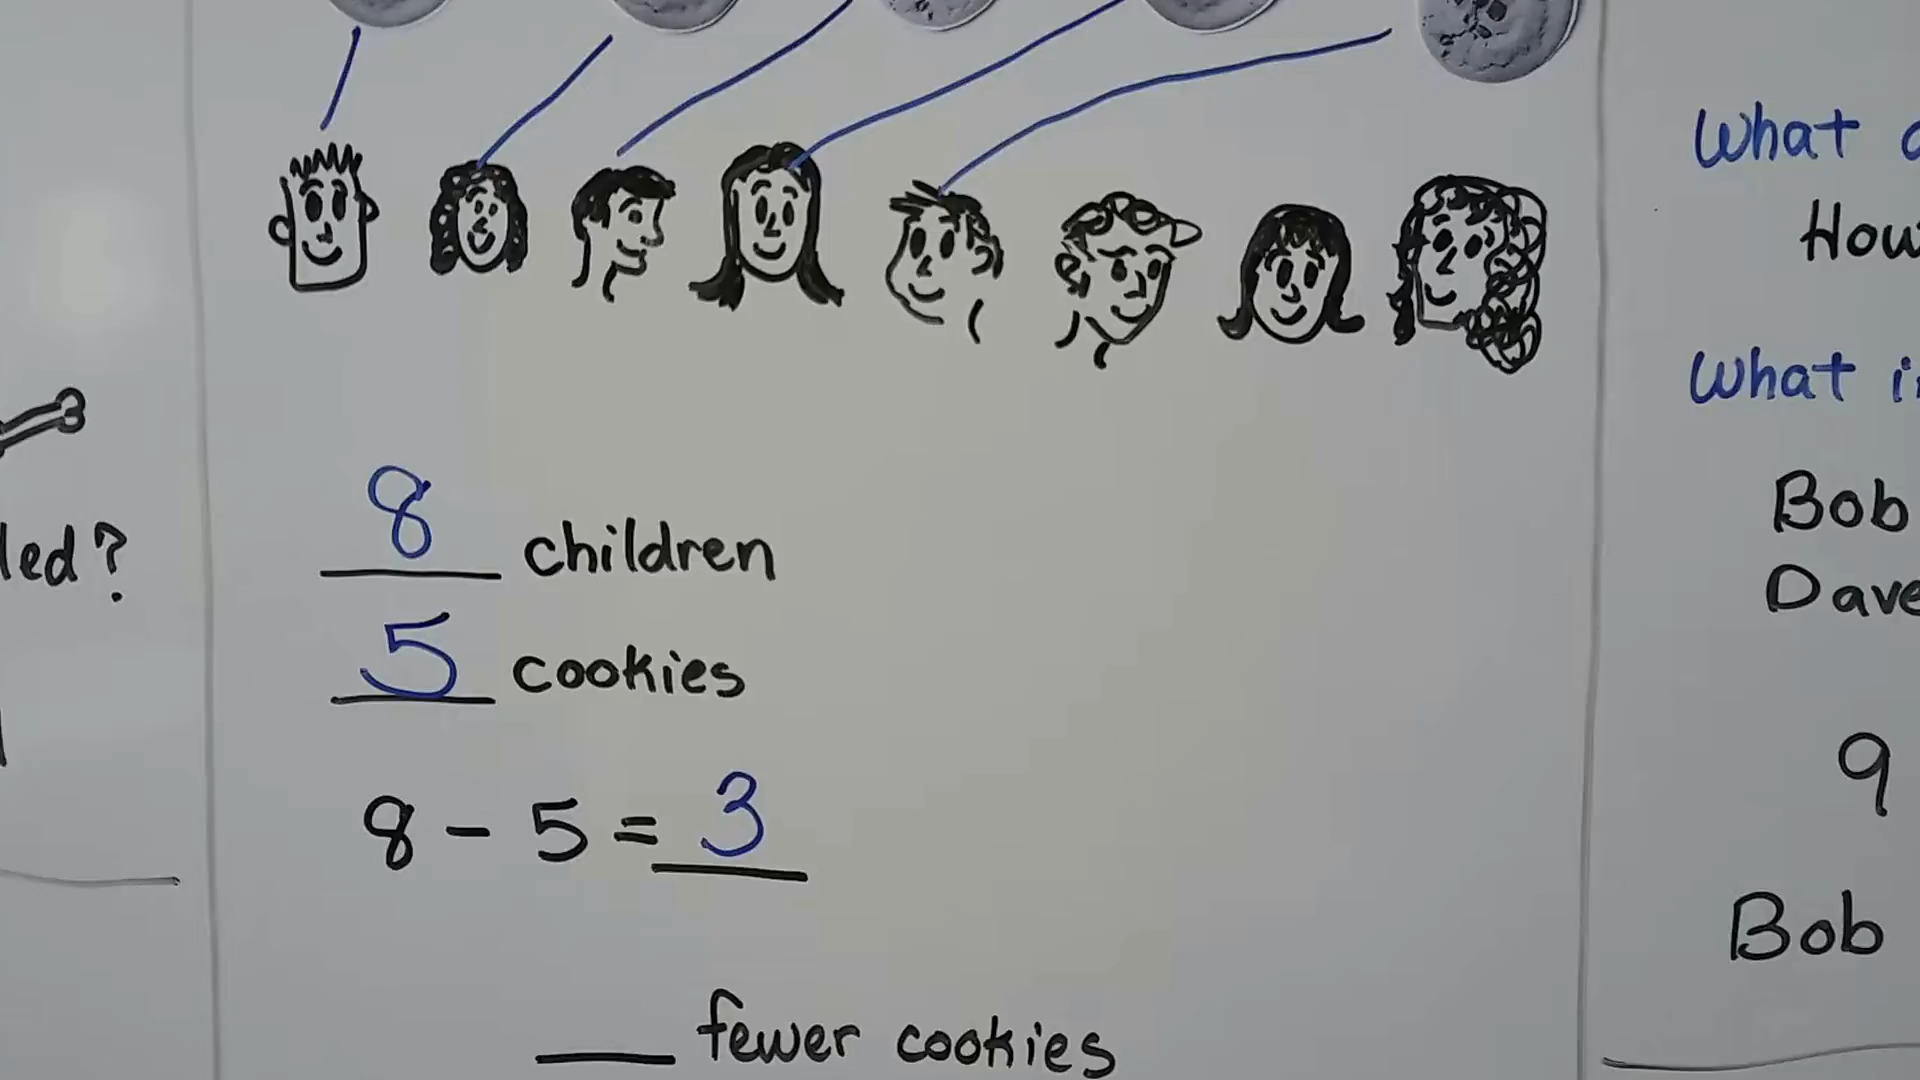 led?
8 children
5 cookies
8 - 5 = 3
___ fewer cookies
What
How
What
Bob
Dave
9
Bob